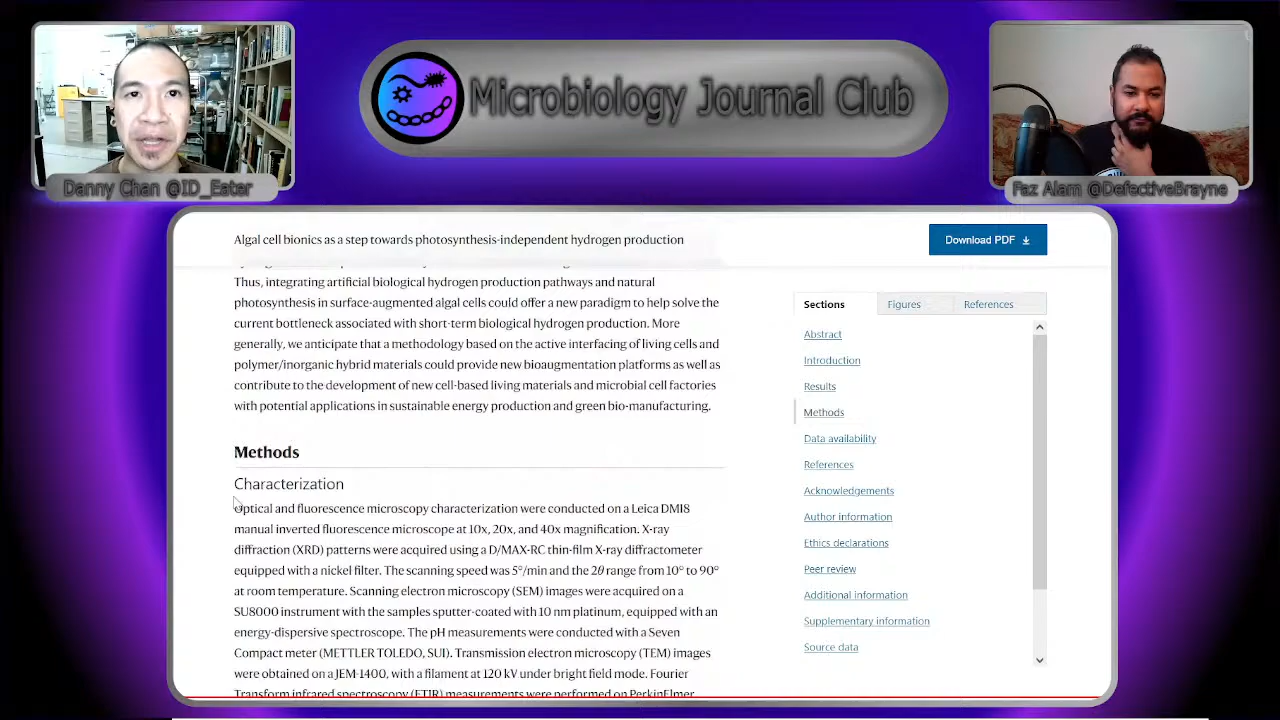 Microbiology Journal Club
Danny Chan @ID_Eater
Faz Alam @DefectiveBrayne
Algal cell bionics as a step towards photosynthesis-independent hydrogen production
Download PDF
Thus, integrating artificial biological hydrogen production pathways and natural
photosynthesis in surface-augmented algal cells could offer a new paradigm to help solve the
current bottleneck associated with short-term biological hydrogen production. More
generally, we anticipate that a methodology based on the active interfacing of living cells and
polymer/inorganic hybrid materials could provide new bioaugmentation platforms as well as
contribute to the development of new cell-based living materials and microbial cell factories
with potential applications in sustainable energy production and green bio-manufacturing.
Methods
Characterization
Optical and fluorescence microscopy characterization were conducted on a Leica DMI8
manual inverted fluorescence microscope at 10x, 20x, and 40x magnification. X-ray
diffraction (XRD) patterns were acquired using a D/MAX-RC thin-film X-ray diffractometer
equipped with a nickel filter. The scanning speed was 5°/min and the 2θ range from 10° to 90°
at room temperature. Scanning electron microscopy (SEM) images were acquired on a
SU8000 instrument with the samples sputter-coated with 10 nm platinum, equipped with an
energy-dispersive spectroscope. The pH measurements were conducted with a Seven
Compact meter (METTLER TOLEDO, SUI). Transmission electron microscopy (TEM) images
were obtained on a JEM-1400, with a filament at 120 kV under bright field mode. Fourier
Transform infrared spectroscopy (FTIR) measurements were performed on PerkinElmer
Sections
Figures
References
Abstract
Introduction
Results
Methods
Data availability
References
Acknowledgements
Author information
Ethics declarations
Peer review
Additional information
Supplementary information
Source data